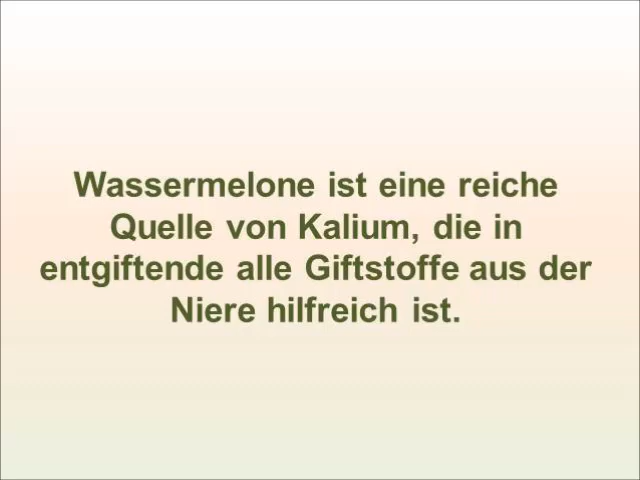 Wassermelone ist eine reiche
Quelle von Kalium, die in
entgiftende alle Giftstoffe aus der
Niere hilfreich ist.